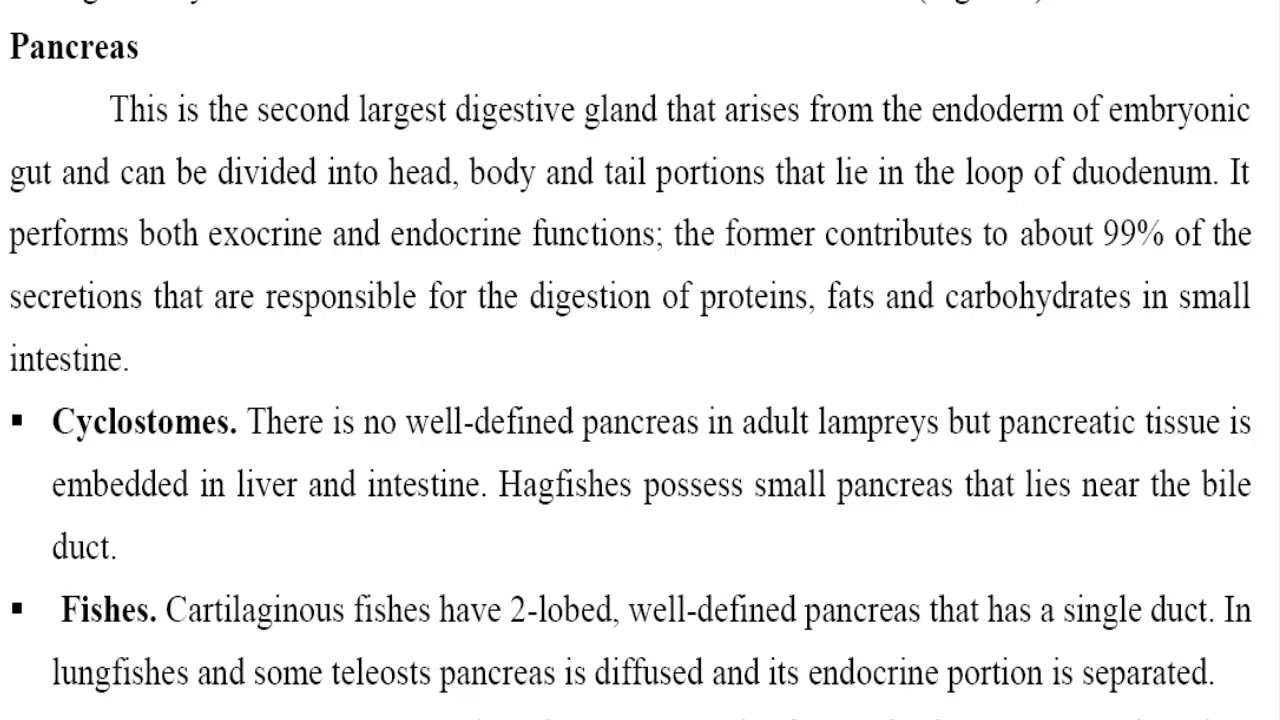 Pancreas
This is the second largest digestive gland that arises from the endoderm of embryonic
gut and can be divided into head, body and tail portions that lie in the loop of duodenum. It
performs both exocrine and endocrine functions; the former contributes to about 99% of the
secretions that are responsible for the digestion of proteins, fats and carbohydrates in small
intestine.
▪ Cyclostomes. There is no well-defined pancreas in adult lampreys but pancreatic tissue is
embedded in liver and intestine. Hagfishes possess small pancreas that lies near the bile
duct.
▪ Fishes. Cartilaginous fishes have 2-lobed, well-defined pancreas that has a single duct. In
lungfishes and some teleosts pancreas is diffused and its endocrine portion is separated.